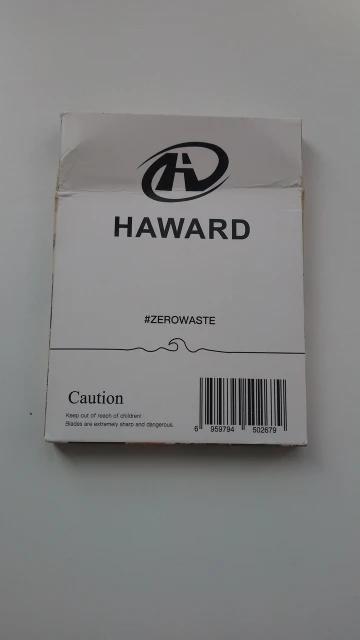 HAWARD
#ZEROWASTE
Caution
Keep out of reach of children!
Blades are extremely sharp and dangerous.
6 959794 502679